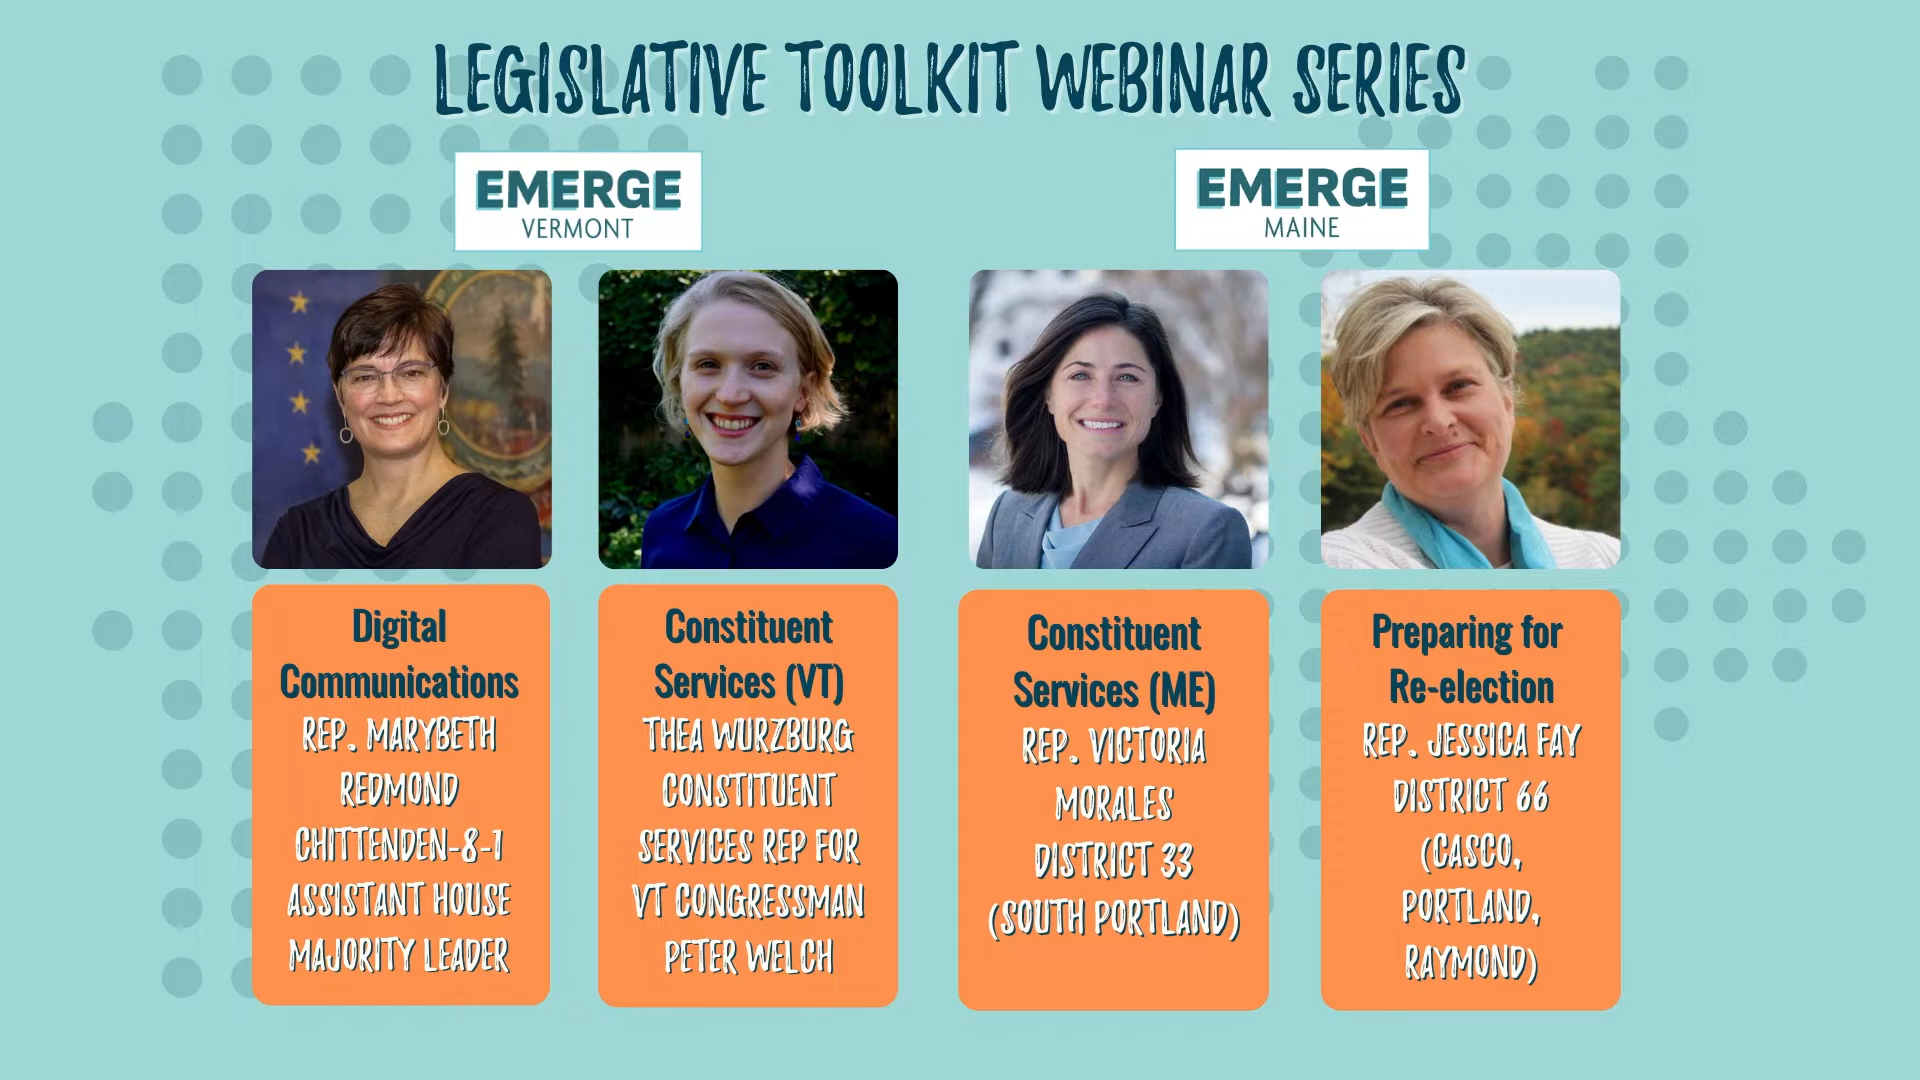 LEGISLATIVE TOOLKIT WEBINAR SERIES
EMERGE
VERMONT
EMERGE
MAINE
Digital
Communications
REP. MARYBETH
REDMOND
CHITTENDEN-8-1
ASSISTANT HOUSE
MAJORITY LEADER
Constituent
Services (VT)
THEA WURZBURG
CONSTITUENT
SERVICES REP FOR
VT CONGRESSMAN
PETER WELCH
Constituent
Services (ME)
REP. VICTORIA
MORALES
DISTRICT 33
(SOUTH PORTLAND)
Preparing for
Re-election
REP. JESSICA FAY
DISTRICT 66
(CASCO,
PORTLAND,
RAYMOND)